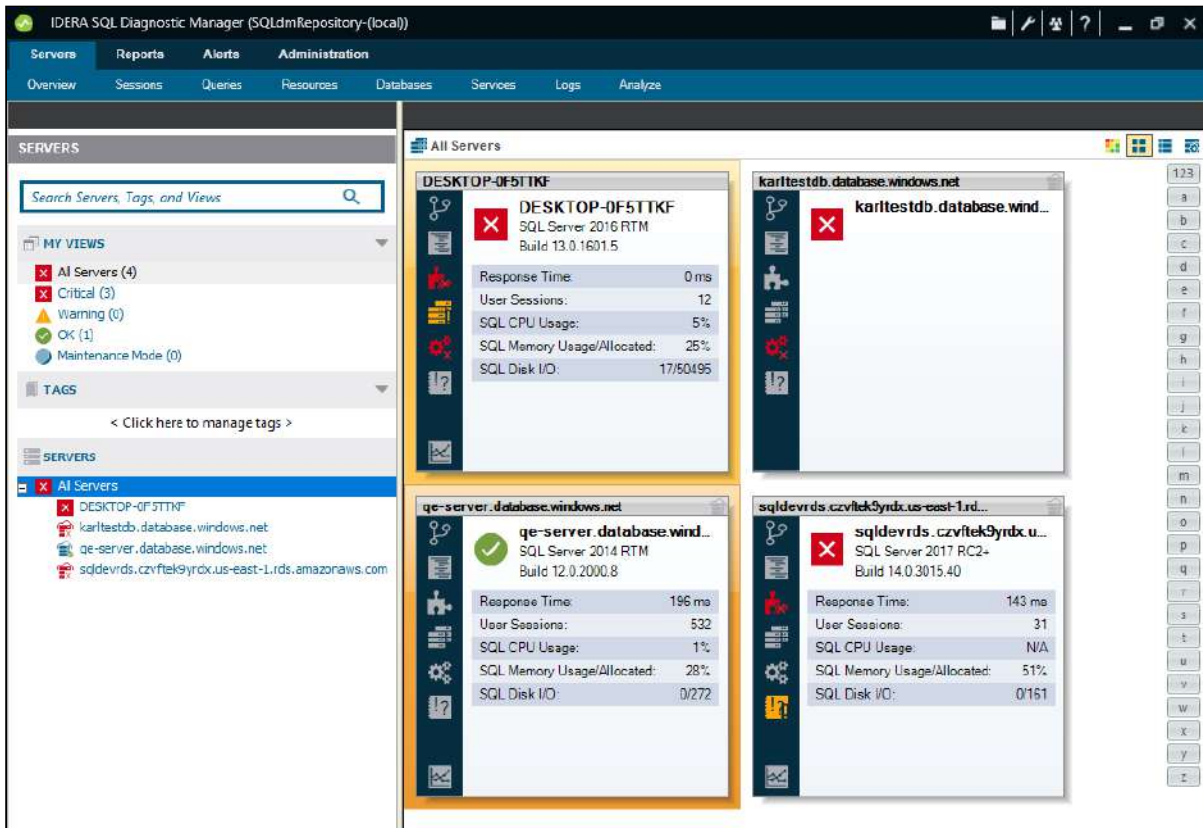 IDERA SQL Diagnostic Manager (SQLdmRepository-(local))
Servers Reports Alerts Administration
Overview Sessions Queries Resources Databases Services Logs Analyze
SERVERS
Search Servers, Tags, and Views
MY VIEWS
All Servers (4)
Critical (3)
Warning (0)
OK (1)
Maintenance Mode (0)
TAGS
< Click here to manage tags >
SERVERS
All Servers
DESKTOP-0F5TTKF
karltestdb.database.windows.net
qe-server.database.windows.net
sqldevrds.czvftek9yrdx.us-east-1.rds.amazonaws.com
All Servers
DESKTOP-0F5TTKF
DESKTOP-0F5TTKF
SQL Server 2016 RTM
Build 13.0.1601.5
Response Time: 0 ms
User Sessions: 12
SQL CPU Usage: 5%
SQL Memory Usage/Allocated: 25%
SQL Disk I/O: 17/50495
karltestdb.database.windows.net
karltestdb.database.wind...
qe-server.database.windows.net
qe-server.database.wind...
SQL Server 2014 RTM
Build 12.0.2000.8
Response Time: 196 ms
User Sessions: 532
SQL CPU Usage: 1%
SQL Memory Usage/Allocated: 28%
SQL Disk I/O: 0/272
sqldevrds.czvftek9yrdx.us-east-1.rd...
sqldevrds.czvftek9yrdx.u...
SQL Server 2017 RC2+
Build 14.0.3015.40
Response Time: 143 ms
User Sessions: 31
SQL CPU Usage: N/A
SQL Memory Usage/Allocated: 51%
SQL Disk I/O: 0/161
123
a
b
c
d
e
f
g
h
i
j
k
l
m
n
o
p
q
r
s
t
u
v
w
x
y
z